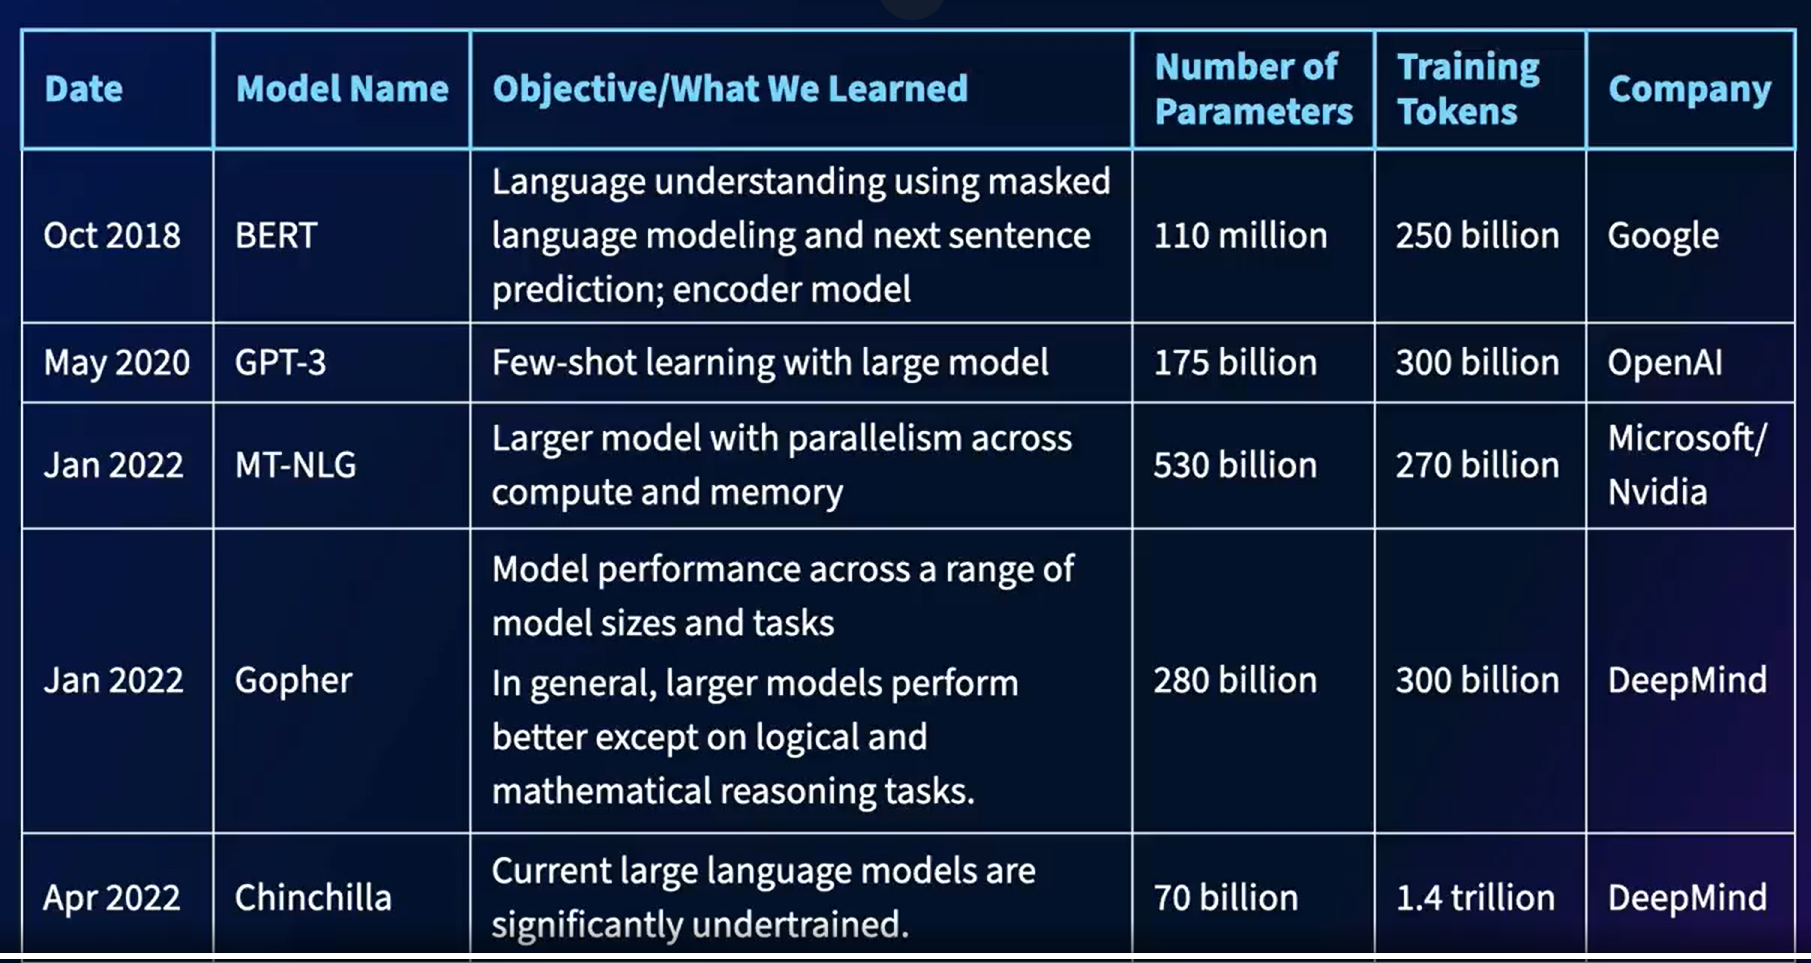 Date
Model Name
Objective/What We Learned
Number of
Parameters
Training
Tokens
Company
Oct 2018
BERT
Language understanding using masked
language modeling and next sentence
prediction; encoder model
110 million
250 billion
Google
May 2020
GPT-3
Few-shot learning with large model
175 billion
300 billion
OpenAI
Jan 2022
MT-NLG
Larger model with parallelism across
compute and memory
530 billion
270 billion
Microsoft/
Nvidia
Jan 2022
Gopher
Model performance across a range of
model sizes and tasks
In general, larger models perform
better except on logical and
mathematical reasoning tasks.
280 billion
300 billion
DeepMind
Apr 2022
Chinchilla
Current large language models are
significantly undertrained.
70 billion
1.4 trillion
DeepMind